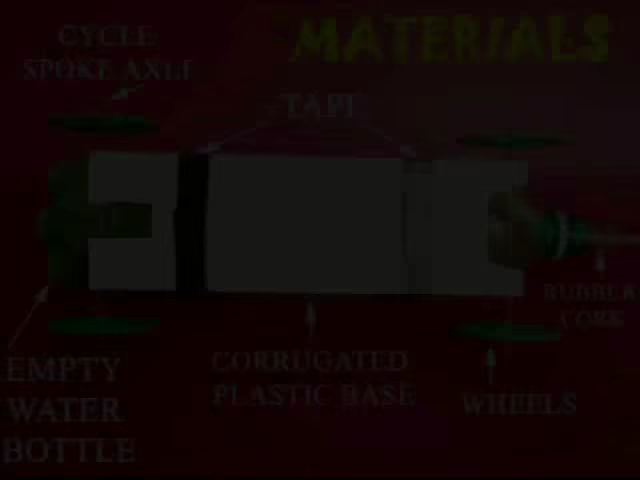 MATERIALS
CYCLE
SPOKE AXLE
TAPE
RUBBER
CORK
EMPTY
WATER
BOTTLE
CORRUGATED
PLASTIC BASE
WHEELS